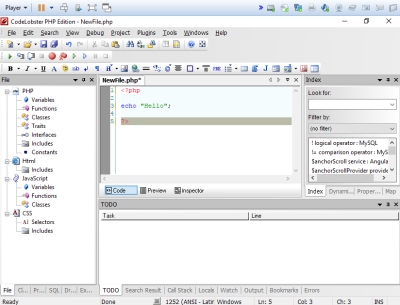 Player
CodeLobster PHP Edition - NewFile.php
File Edit Search View Debug Project Plugins Tools Windows Help
File
PHP
Variables
Functions
Classes
Traits
Interfaces
Includes
Constants
Html
Includes
JavaScript
Variables
Functions
Classes
CSS
Selectors
Includes
File Cl... Pr... SQL Dr... Ex...
NewFile.php*
1 <?php
2
3 echo "Hello";
4
5 ?>
Code Preview Inspector
Index
Look for:
Filter by:
(no filter)
! logical operator : MySQL
!= comparison operator : MyS
$anchorScroll service : Angula
$anchorScrollProvider provide
Index Dynami... Proper... Map
TODO
Task Line
TODO Search Result Call Stack Locals Watch Output Bookmarks Errors
Ready Done 1252 (ANSI - Latin Windows Ln: 5 Col: 3 Ch: 3 INS